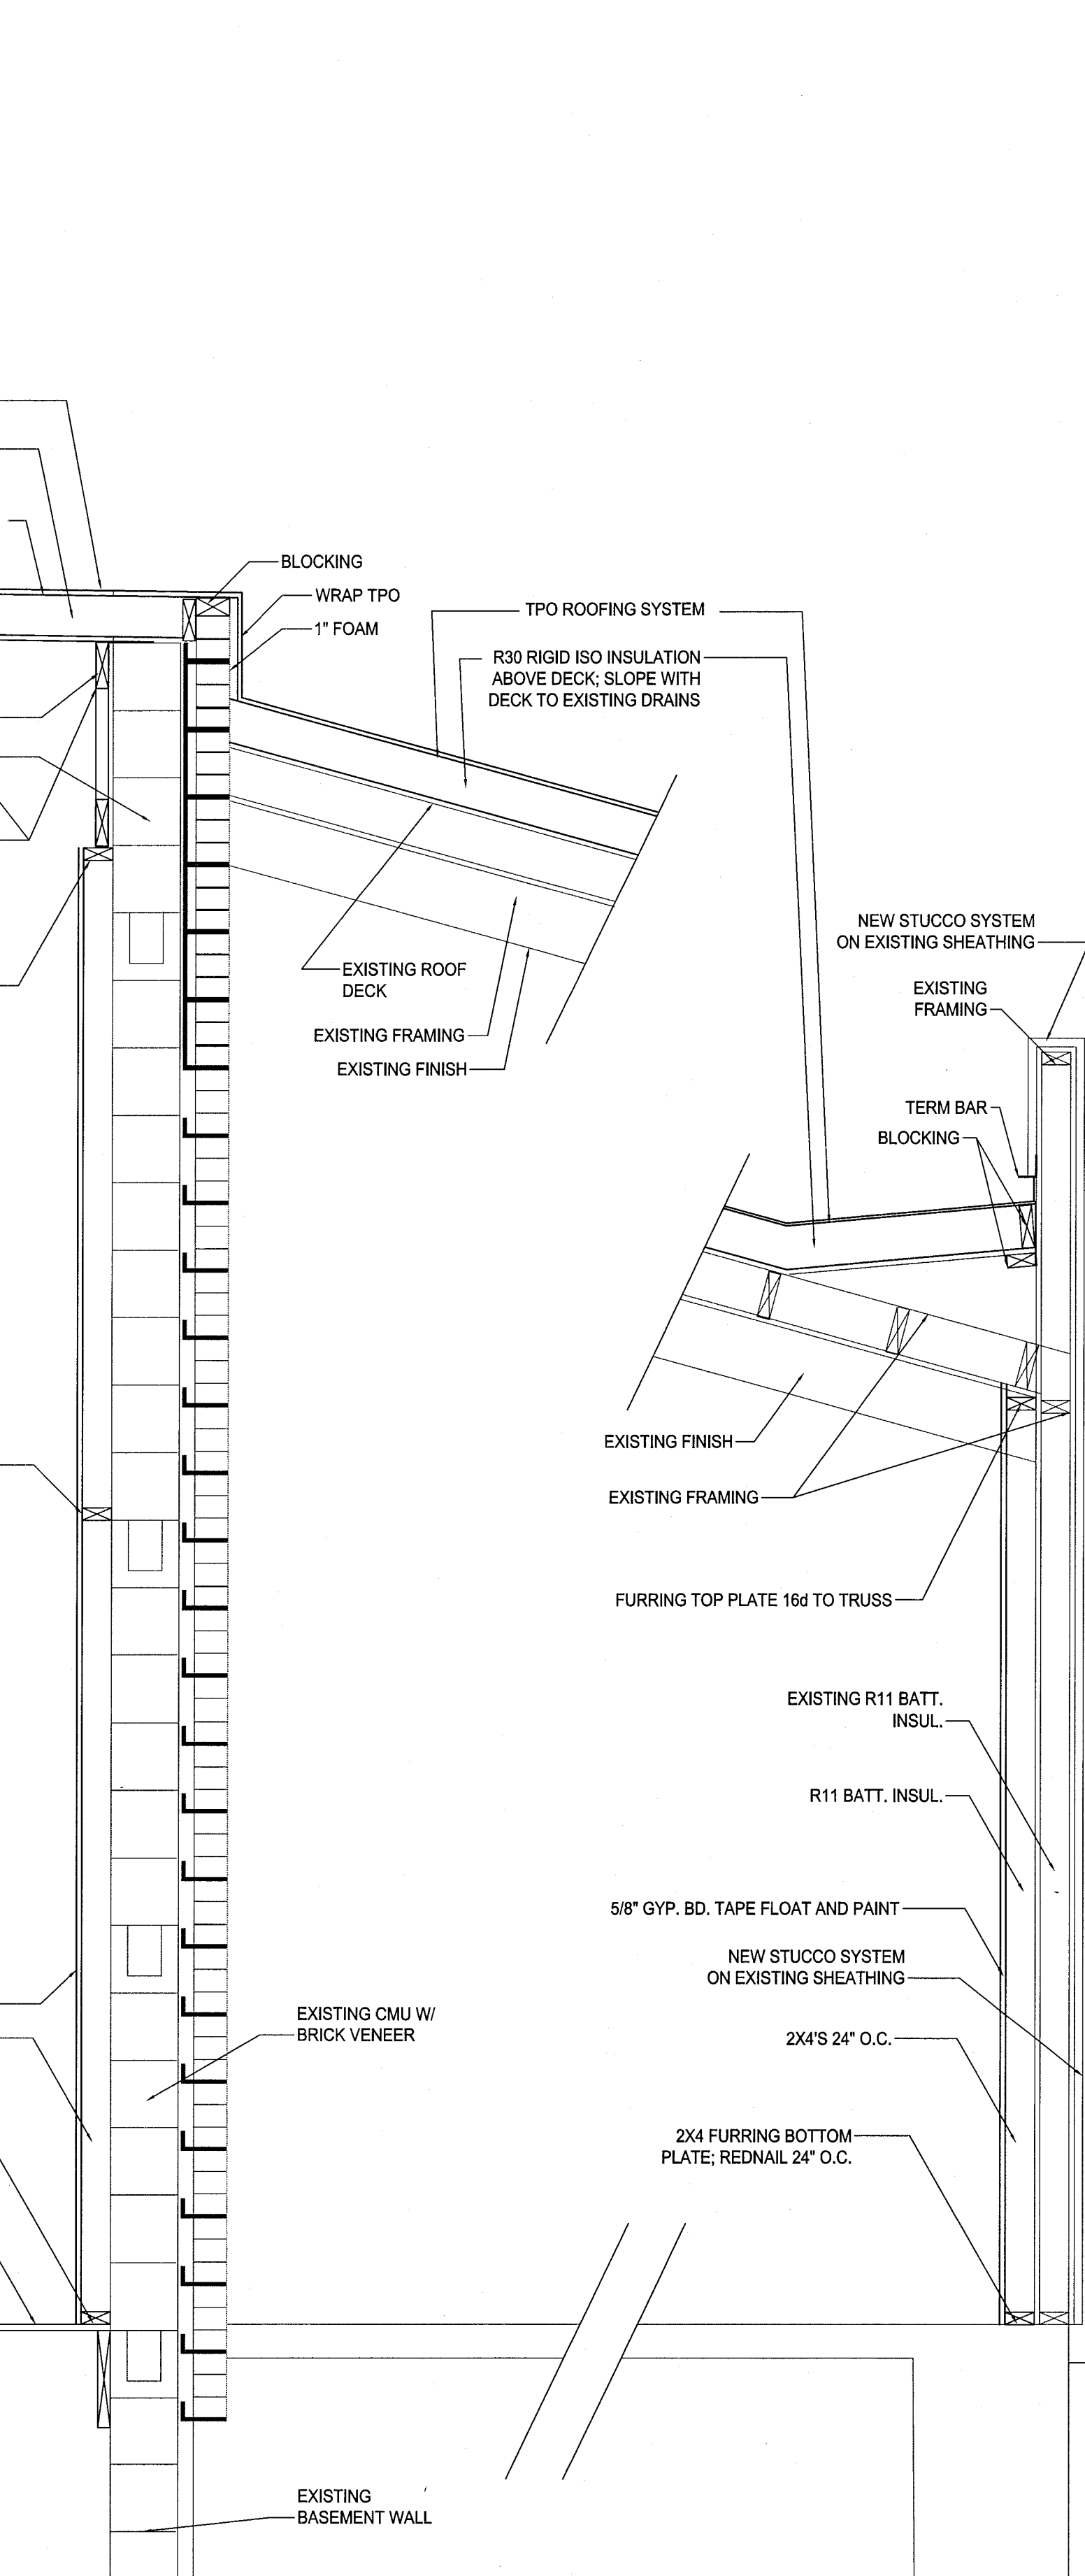 BLOCKING
WRAP TPO
1" FOAM
TPO ROOFING SYSTEM
R30 RIGID ISO INSULATION
ABOVE DECK; SLOPE WITH
DECK TO EXISTING DRAINS
EXISTING ROOF
DECK
EXISTING FRAMING
EXISTING FINISH
NEW STUCCO SYSTEM
ON EXISTING SHEATHING
EXISTING
FRAMING
TERM BAR
BLOCKING
EXISTING FINISH
EXISTING FRAMING
FURRING TOP PLATE 16d TO TRUSS
EXISTING R11 BATT.
INSUL.
R11 BATT. INSUL.
5/8" GYP. BD. TAPE FLOAT AND PAINT
NEW STUCCO SYSTEM
ON EXISTING SHEATHING
EXISTING CMU W/
BRICK VENEER
2X4'S 24" O.C.
2X4 FURRING BOTTOM
PLATE; REDNAIL 24" O.C.
EXISTING
BASEMENT WALL